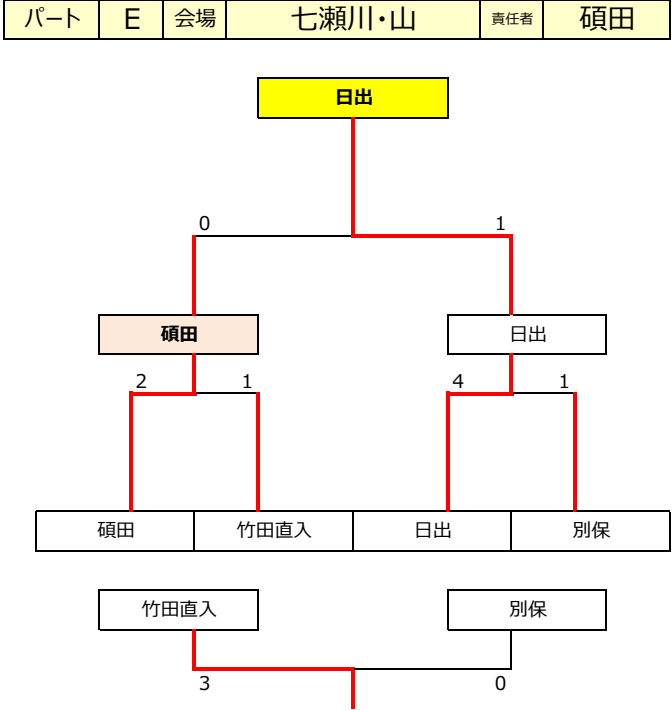 パート E 会場 七瀬川・山 責任者 碩田
日出
0 1
碩田 日出
2 1 4 1
碩田 竹田直入 日出 別保
竹田直入 別保
3 0